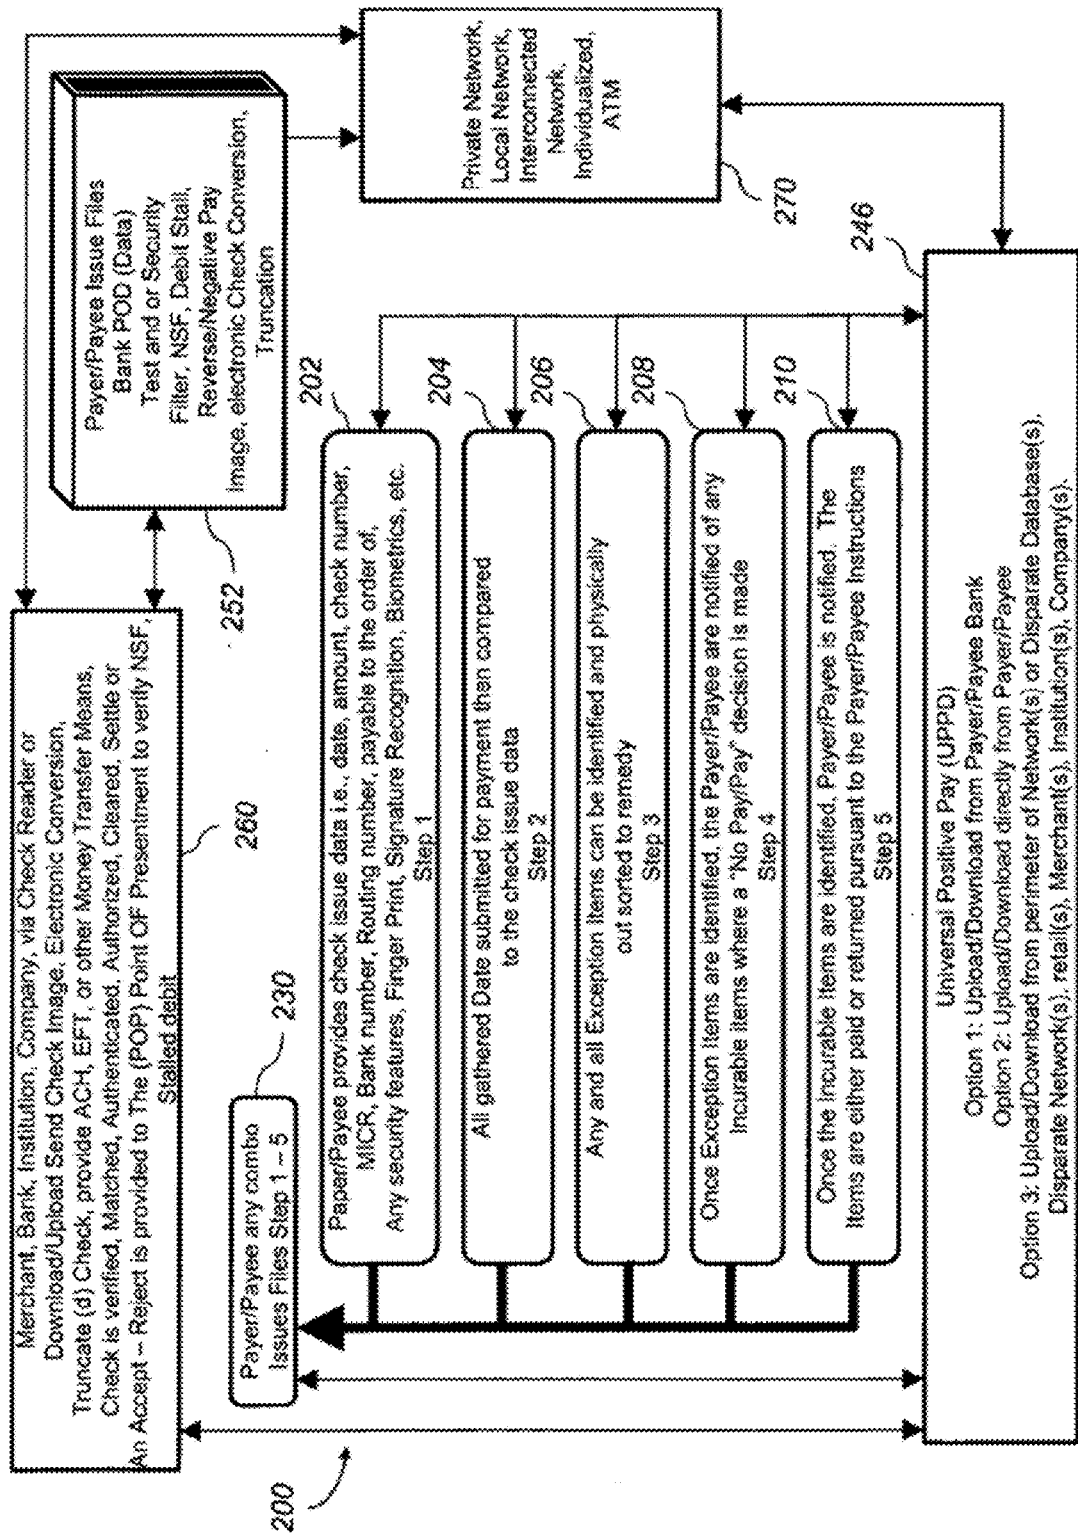 Merchant, Bank, Institution, Company, via Check Reader or
Download/Upload Send Check Image, Electronic Conversion,
Truncate (d) Check, provide ACH, EFT, or other Money Transfer Means,
Check is verified, Matched, Authenticated, Authorized, Cleared, Settle or
An Accept – Reject is provided to The (POP) Point OF Presentment to verify NSF,
Stalled debit
260
Payer/Payee Issue Files
Bank POD (Data)
Test and or Security
Filter, NSF, Debit Stall,
Reverse/Negative Pay
Image, electronic Check Conversion,
Truncation
252
Private Network,
Local Network,
Interconnected
Network,
Individualized,
ATM
270
200
Payer/Payee any combo
Issues Files Step 1 – 5
230
Paper/Payee provides check issue data i.e., date, amount, check number,
MICR, Bank number, Routing number, payable to the order of,
Any security features, Finger Print, Signature Recognition, Biometrics, etc.
Step 1
202
All gathered Date submitted for payment then compared
to the check issue data
Step 2
204
Any and all Exception items can be identified and physically
out sorted to remedy
Step 3
206
Once Exception items are identified, the Payer/Payee are notified of any
Incurable items where a "No Pay/Pay" decision is made
Step 4
208
Once the Incurable items are identified, Payer/Payee is notified. The
Items are either paid or returned pursuant to the Payer/Payee Instructions
Step 5
210
246
Universal Positive Pay (UPPD)
Option 1: Upload/Download from Payer/Payee Bank
Option 2: Upload/Download directly from Payer/Payee
Option 3: Upload/Download from perimeter of Network(s) or Disparate Database(s),
Disparate Network(s), retail(s), Merchant(s), Institution(s), Company(s).